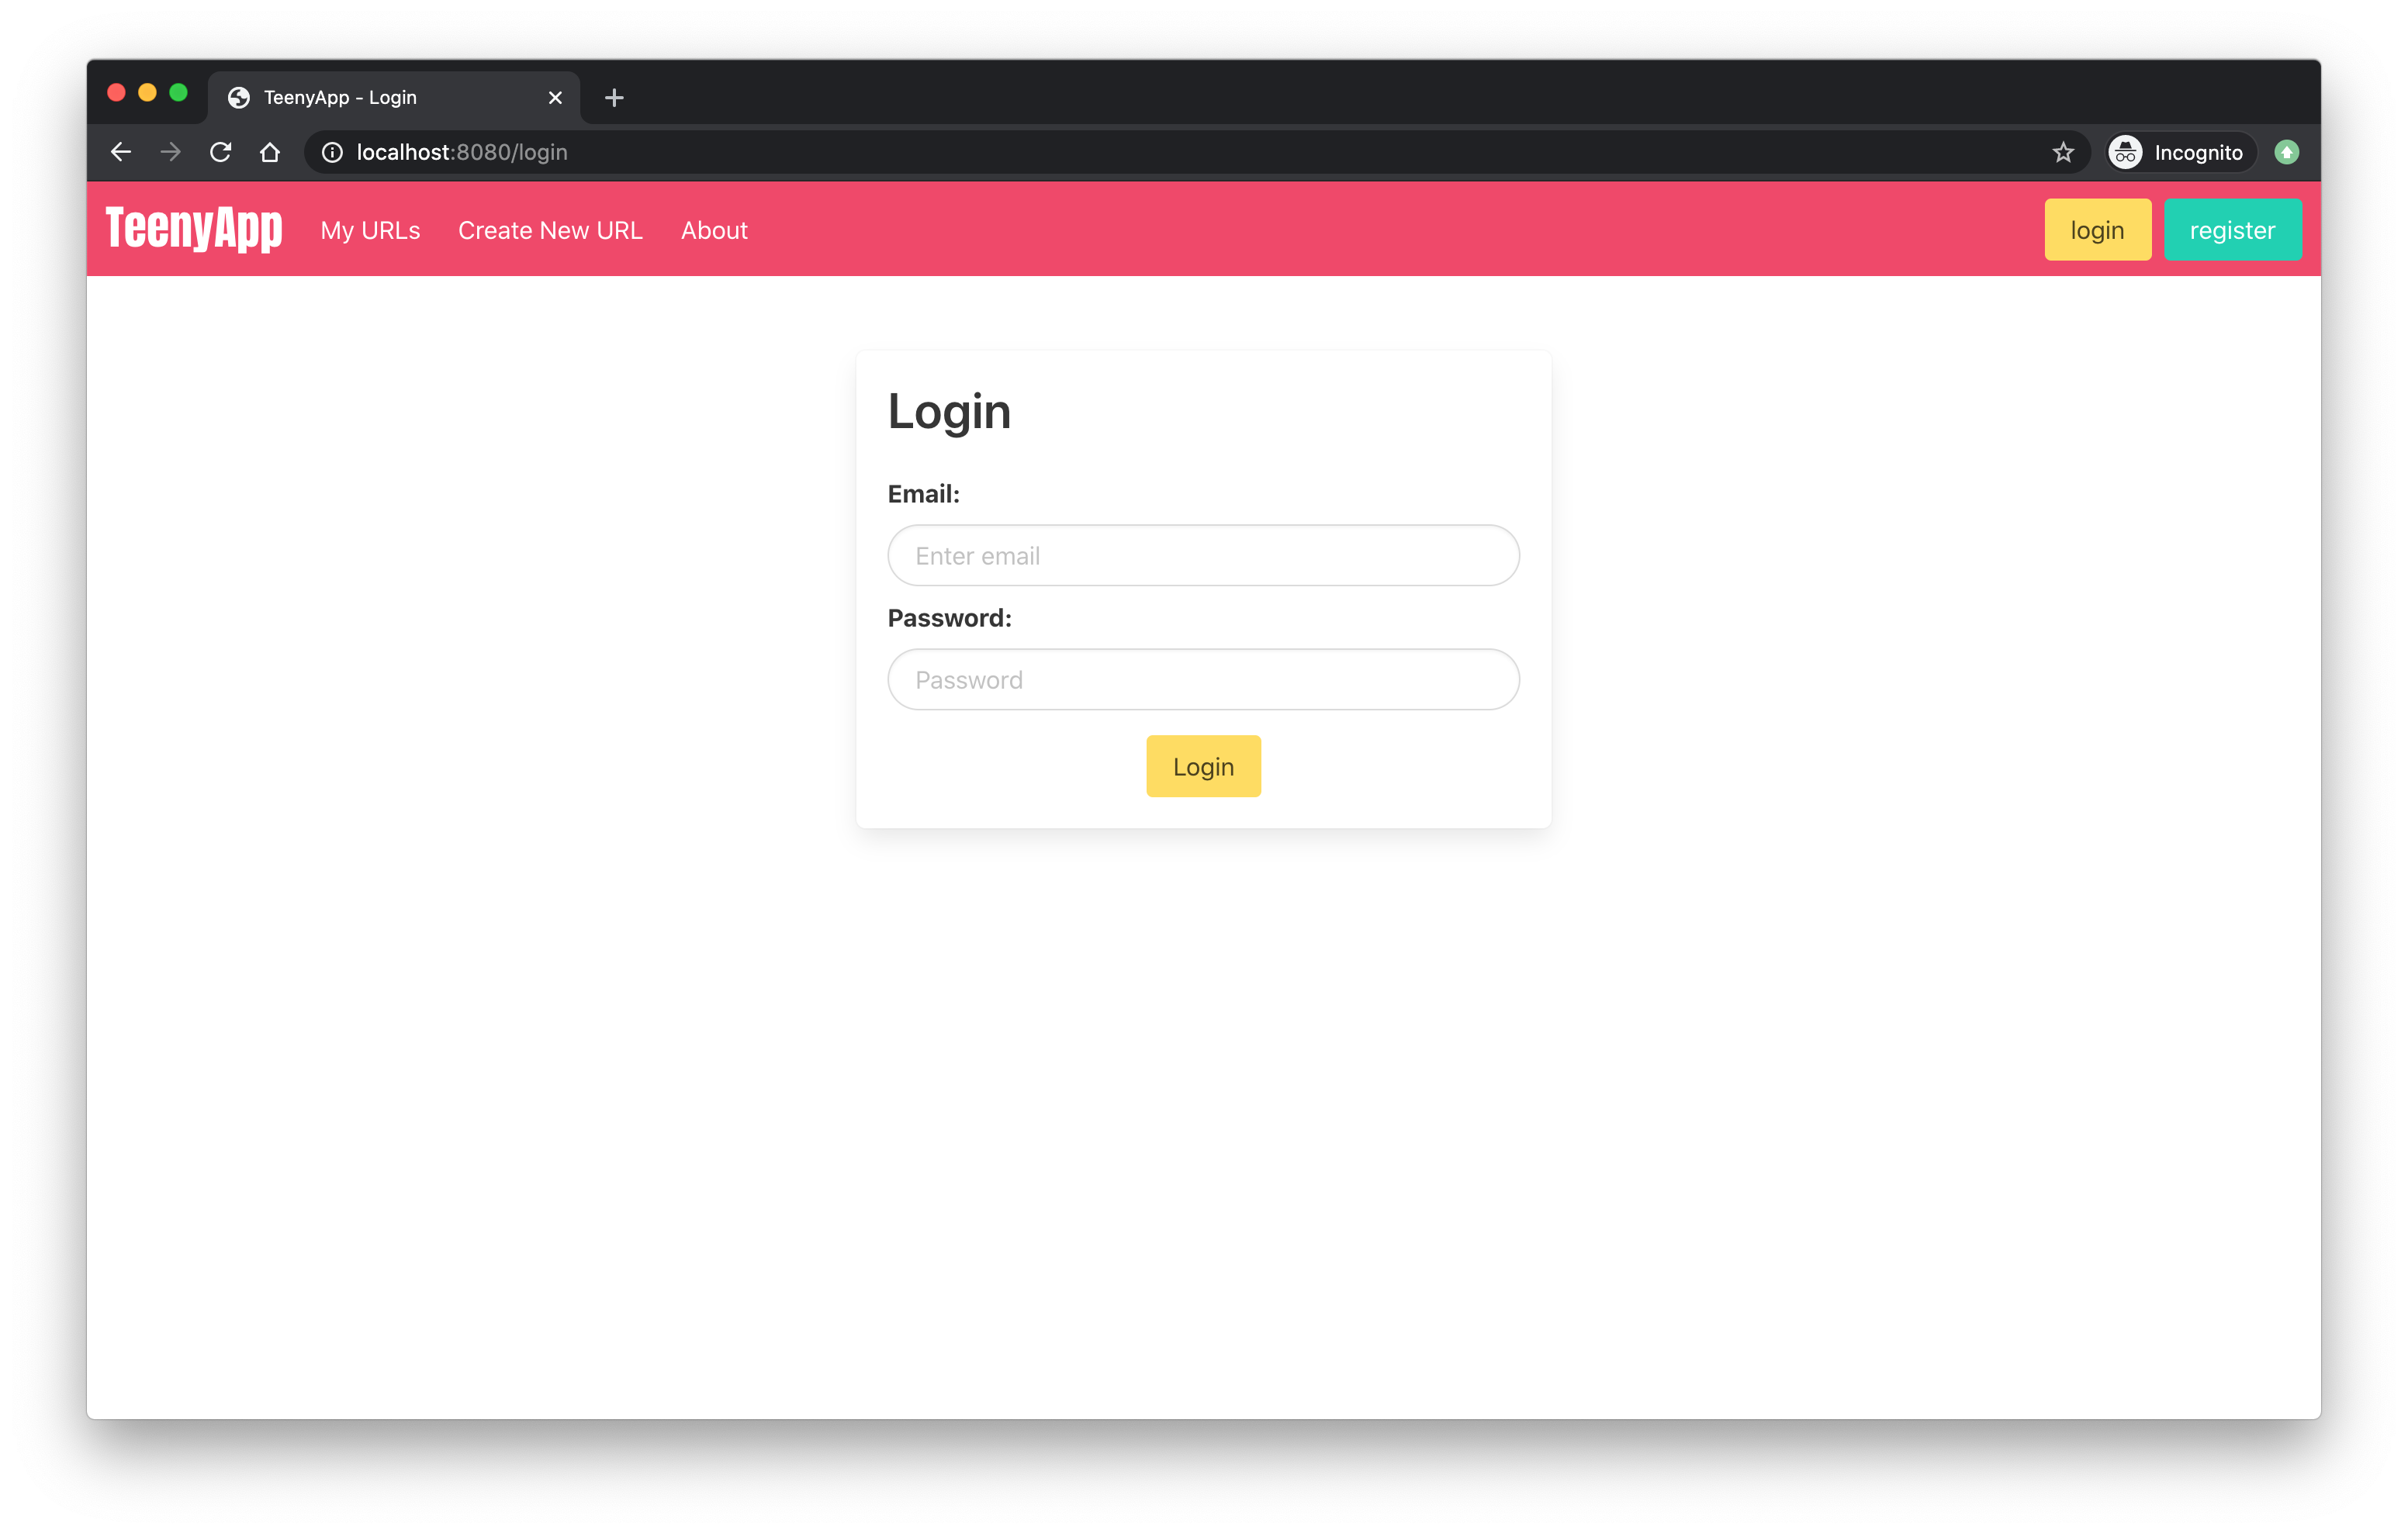 TeenyApp - Login
localhost:8080/login
Incognito
TeenyApp My URLs Create New URL About login register
Login
Email:
Enter email
Password:
Password
Login